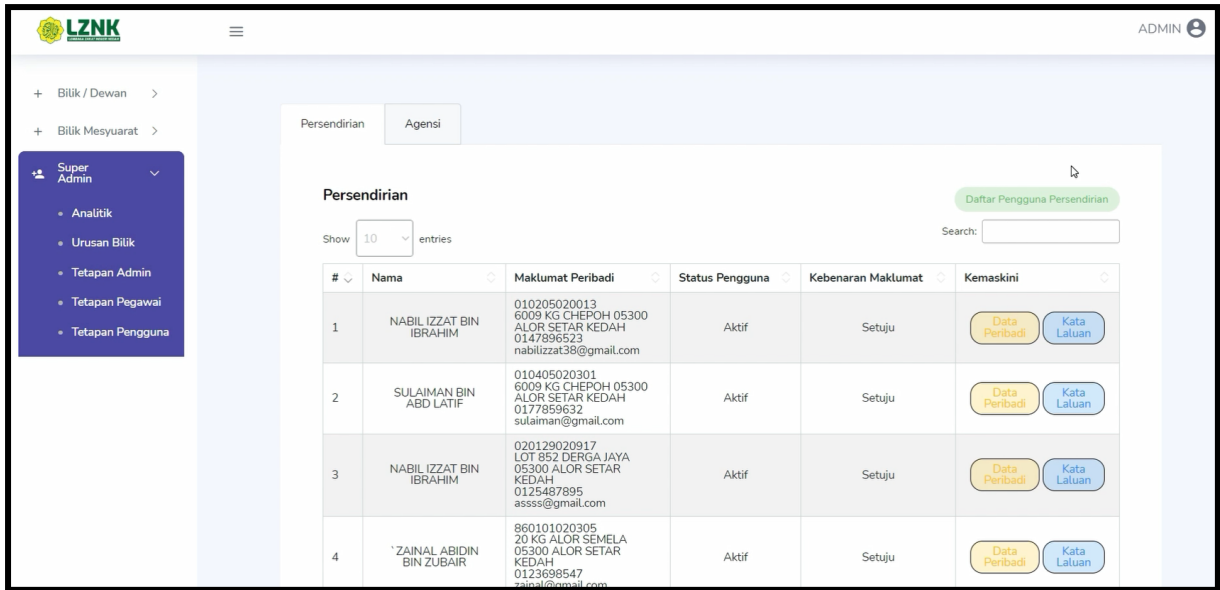 LZNK
ADMIN
+ Bilik / Dewan >
+ Bilik Mesyuarat >
Super
Admin
• Analitik
• Urusan Bilik
• Tetapan Admin
• Tetapan Pegawai
• Tetapan Pengguna
Persendirian Agensi
Persendirian
Daftar Pengguna Persendirian
Show 10 entries
Search:
# Nama Maklumat Peribadi Status Pengguna Kebenaran Maklumat Kemaskini
1
NABIL IZZAT BIN
IBRAHIM
010205020013
6009 KG CHEPOH 05300
ALOR SETAR KEDAH
0147896523
nabilizzat38@gmail.com
Aktif
Setuju
Data
Peribadi
Kata
Laluan
2
SULAIMAN BIN
ABD LATIF
010405020301
6009 KG CHEPOH 05300
ALOR SETAR KEDAH
0177859632
sulaiman@gmail.com
Aktif
Setuju
Data
Peribadi
Kata
Laluan
3
NABIL IZZAT BIN
IBRAHIM
020129020917
LOT 852 DERGA JAYA
05300 ALOR SETAR
KEDAH
0125487895
assss@gmail.com
Aktif
Setuju
Data
Peribadi
Kata
Laluan
4
`ZAINAL ABIDIN
BIN ZUBAIR
860101020305
20 KG ALOR SEMELA
05300 ALOR SETAR
KEDAH
0123698547
zainal@gmail.com
Aktif
Setuju
Data
Peribadi
Kata
Laluan